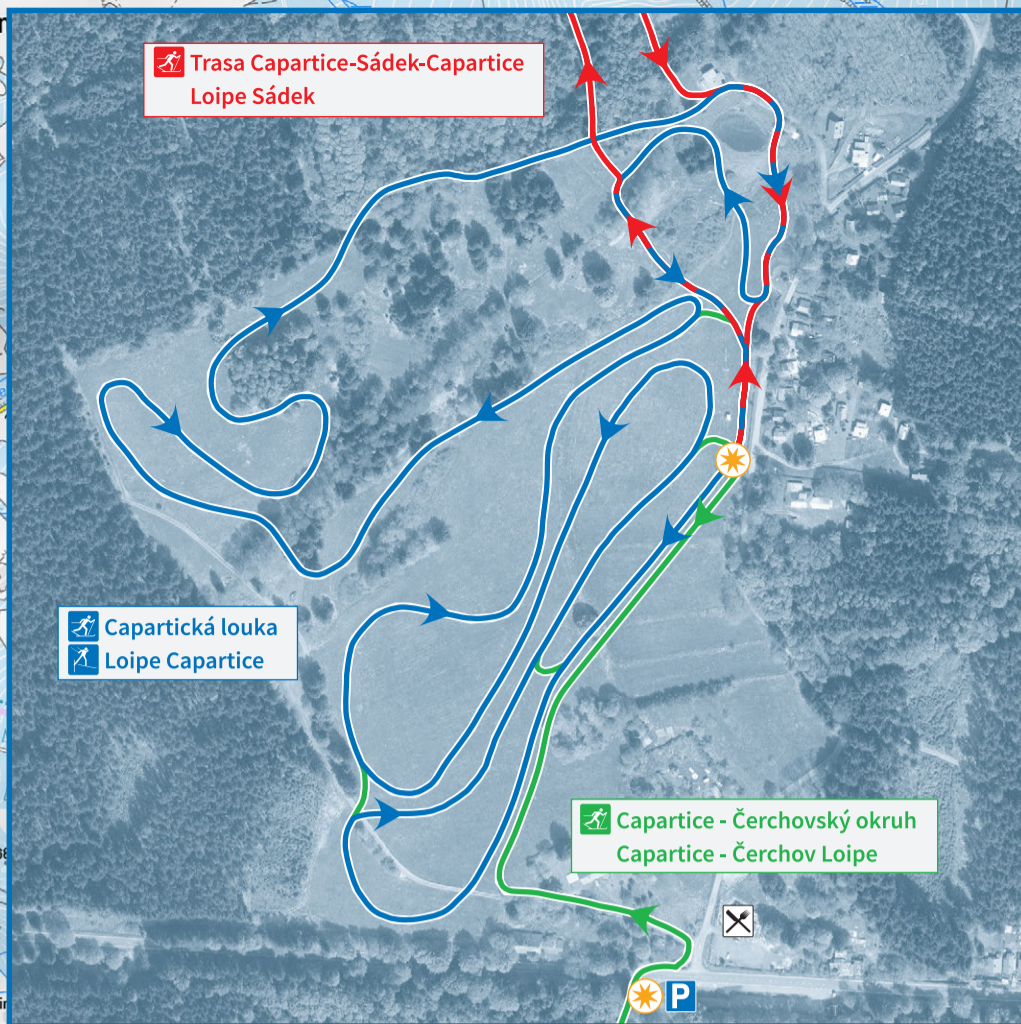 Trasa Capartice-Sádek-Capartice
Loipe Sádek
Capartická louka
Loipe Capartice
Capartice - Čerchovský okruh
Capartice - Čerchov Loipe
P